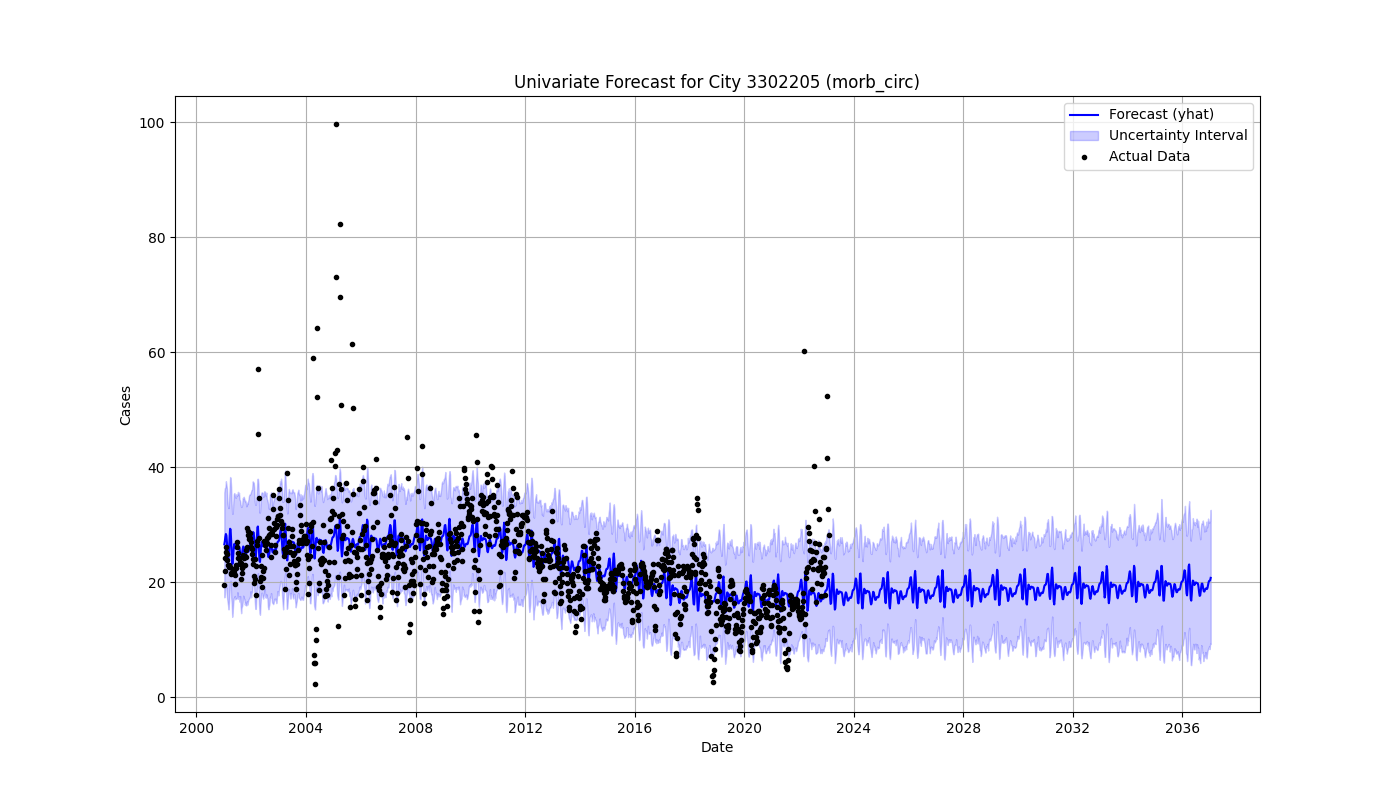 Univariate Forecast for City 3302205 (morb_circ)
Forecast (yhat)
Uncertainty Interval
Actual Data
Cases
100
80
60
40
20
0
2000 2004 2008 2012 2016 2020 2024 2028 2032 2036
Date